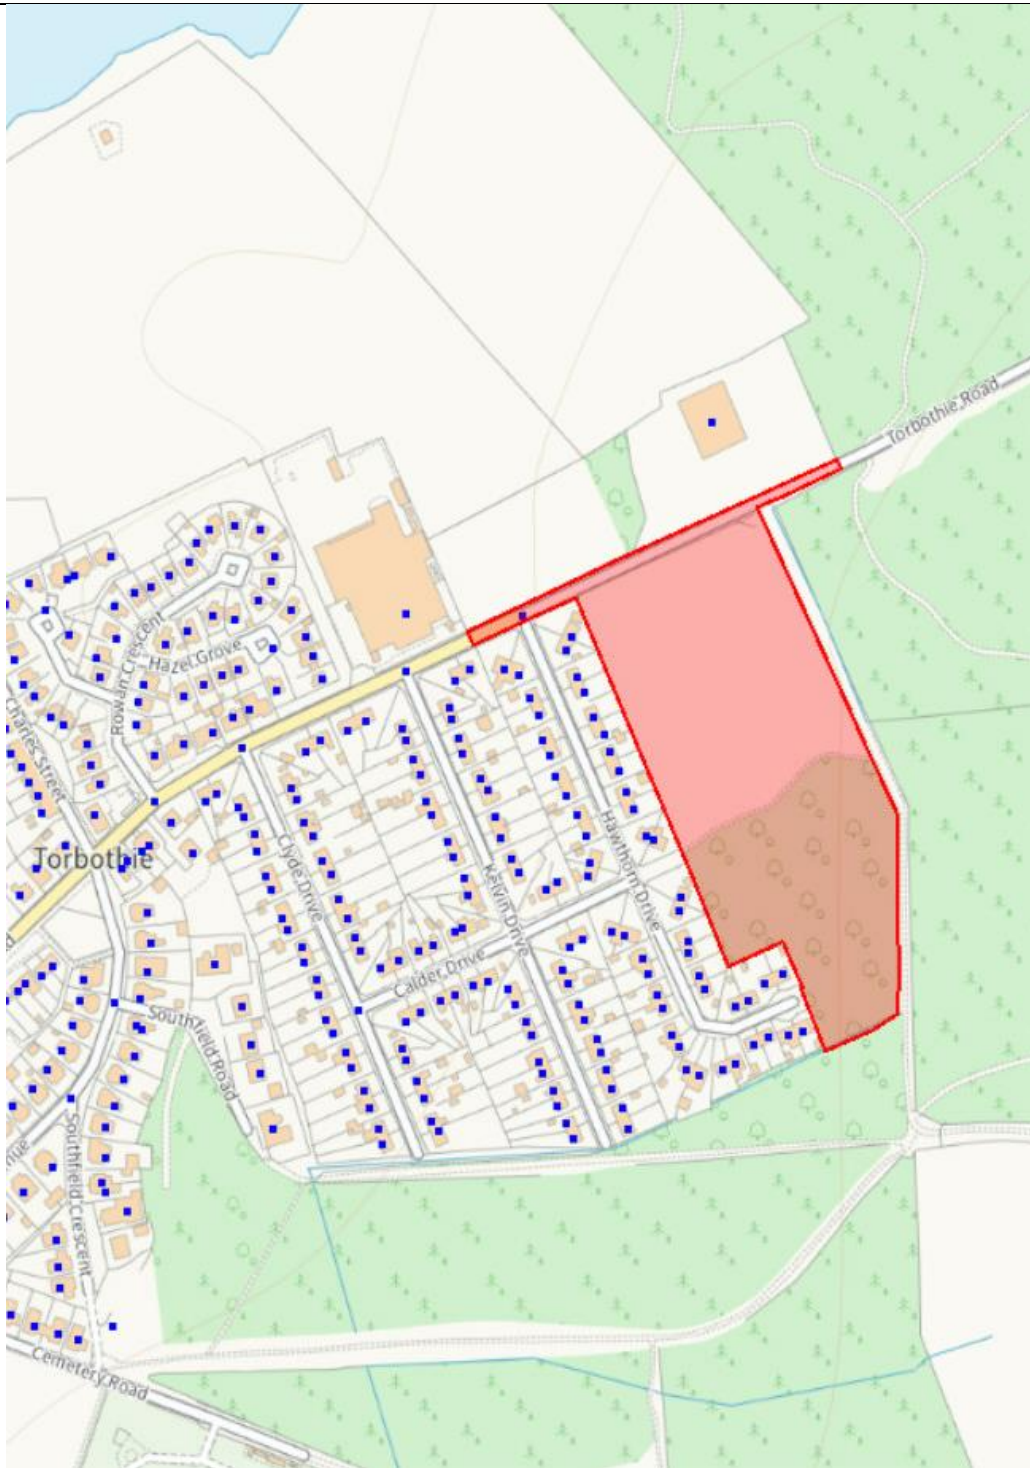 Torbothie Road
Rowan Crescent
Hazel Grove
Charles Street
Torbothie
Clyde Drive
Kelvin Drive
Hawthorn Drive
Calder Drive
Southfield Road
Southfield Crescent
Cemetery Road